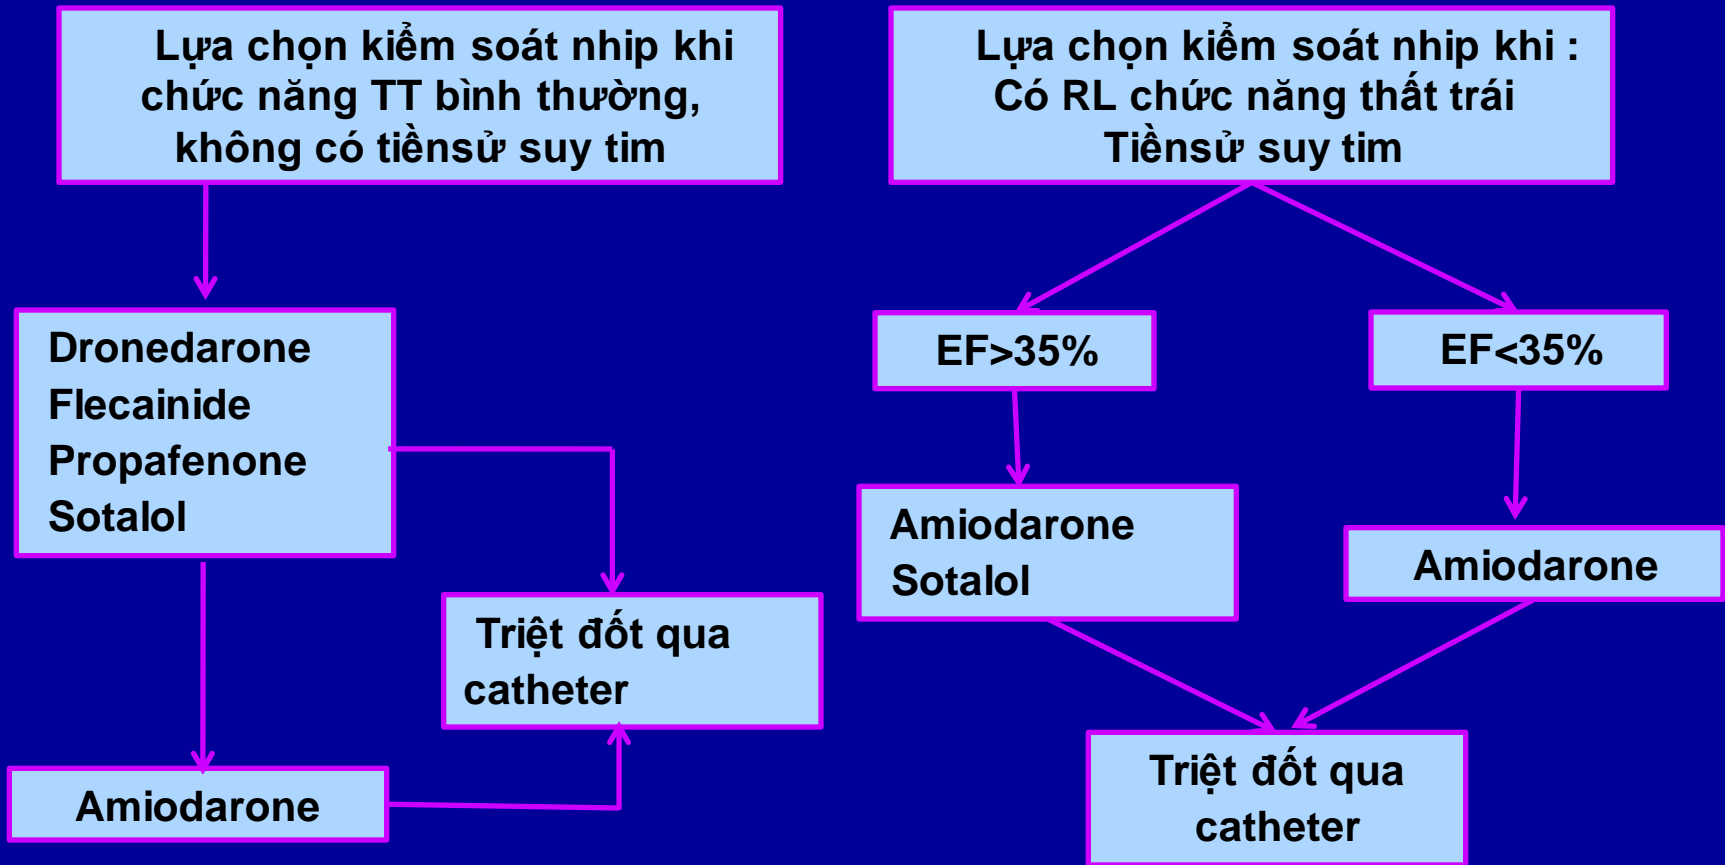 Lựa chọn kiểm soát nhip khi
chức năng TT bình thường,
không có tiềnsử suy tim
Dronedarone
Flecainide
Propafenone
Sotalol
Triệt đốt qua
catheter
Amiodarone
Lựa chọn kiểm soát nhip khi :
Có RL chức năng thất trái
Tiềnsử suy tim
EF>35%
EF<35%
Amiodarone
Sotalol
Amiodarone
Triệt đốt qua
catheter